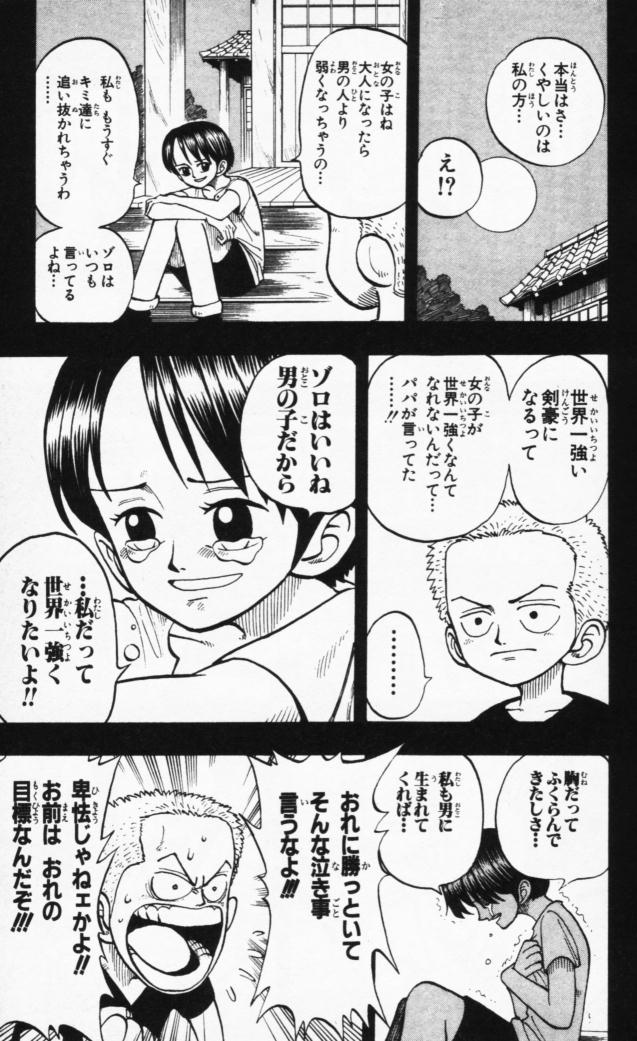 本当はさ…
くやしいのは
私の方…
え
!?
女の子はね
大人になったら
男の人より
弱くなっちゃうの…
私も もうすぐ
キミ達に
追い抜かれちゃうわ
……
ゾロは
いつも
言ってる
よね…
世界一強い
剣豪に
なるって
女の子が
世界一強くなんて
なれないんだって…
パパが言ってた
……!!
………
ゾロはいいね
男の子だから
…私だって
世界一強く
なりたいよ!!
胸だって
ふくらんで
きたしさ…
私も男に
生まれて
くれば…
おれに勝っといて
そんな泣き事
言うなよ!!!
卑怯じゃねェかよ!!
お前は おれの
目標なんだぞ!!!